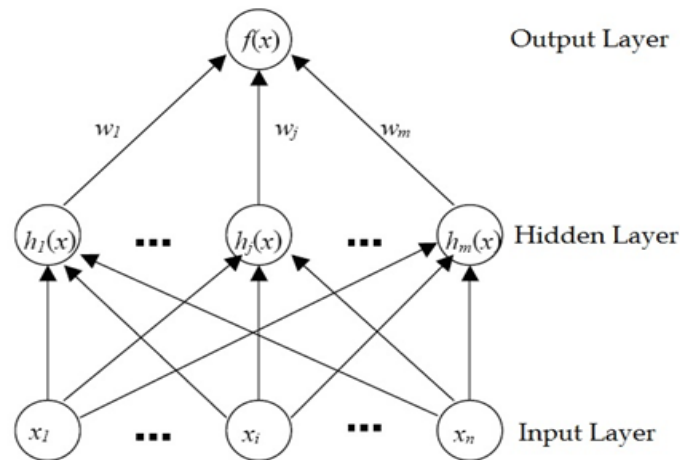 f(x) Output Layer
w₁ wⱼ wₘ
h₁(x) ... hⱼ(x) ... hₘ(x) Hidden Layer
x₁ ... xᵢ ... xₙ Input Layer